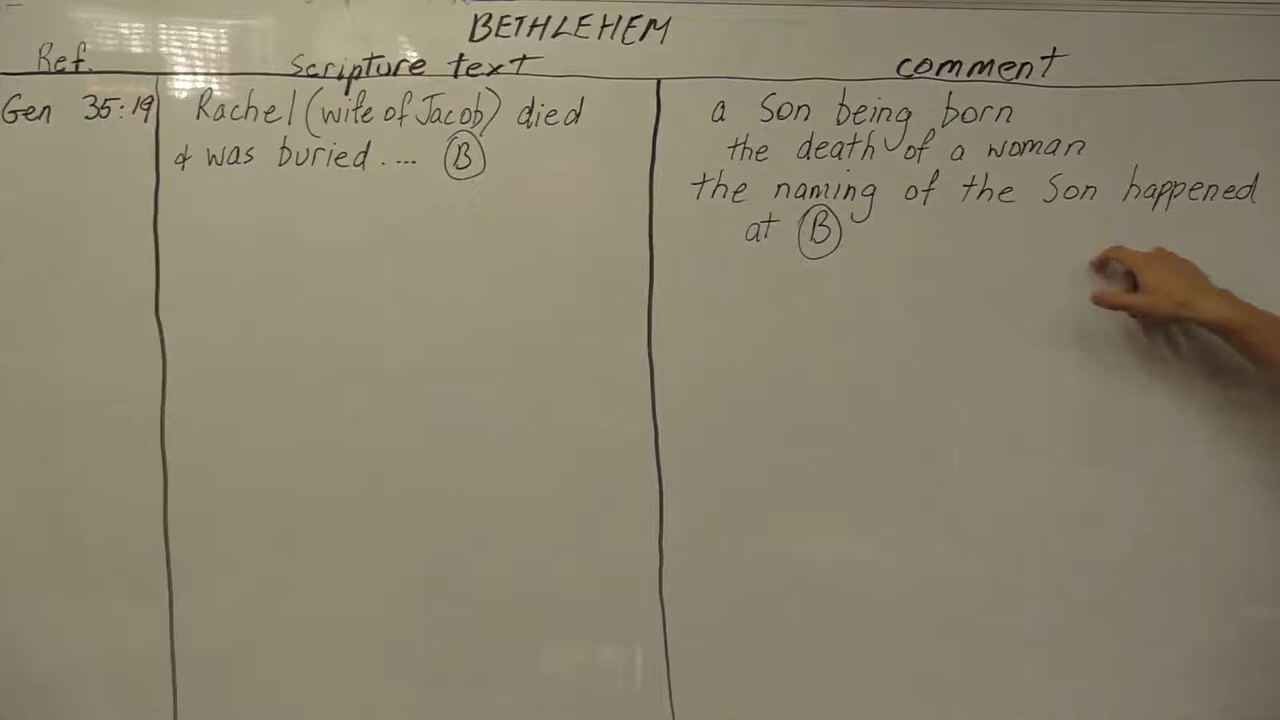 BETHLEHEM
Ref. Scripture text comment
Gen 35:19 Rachel (wife of Jacob) died a Son being born
& was buried .... B the death of a woman
the naming of the Son happened
at B